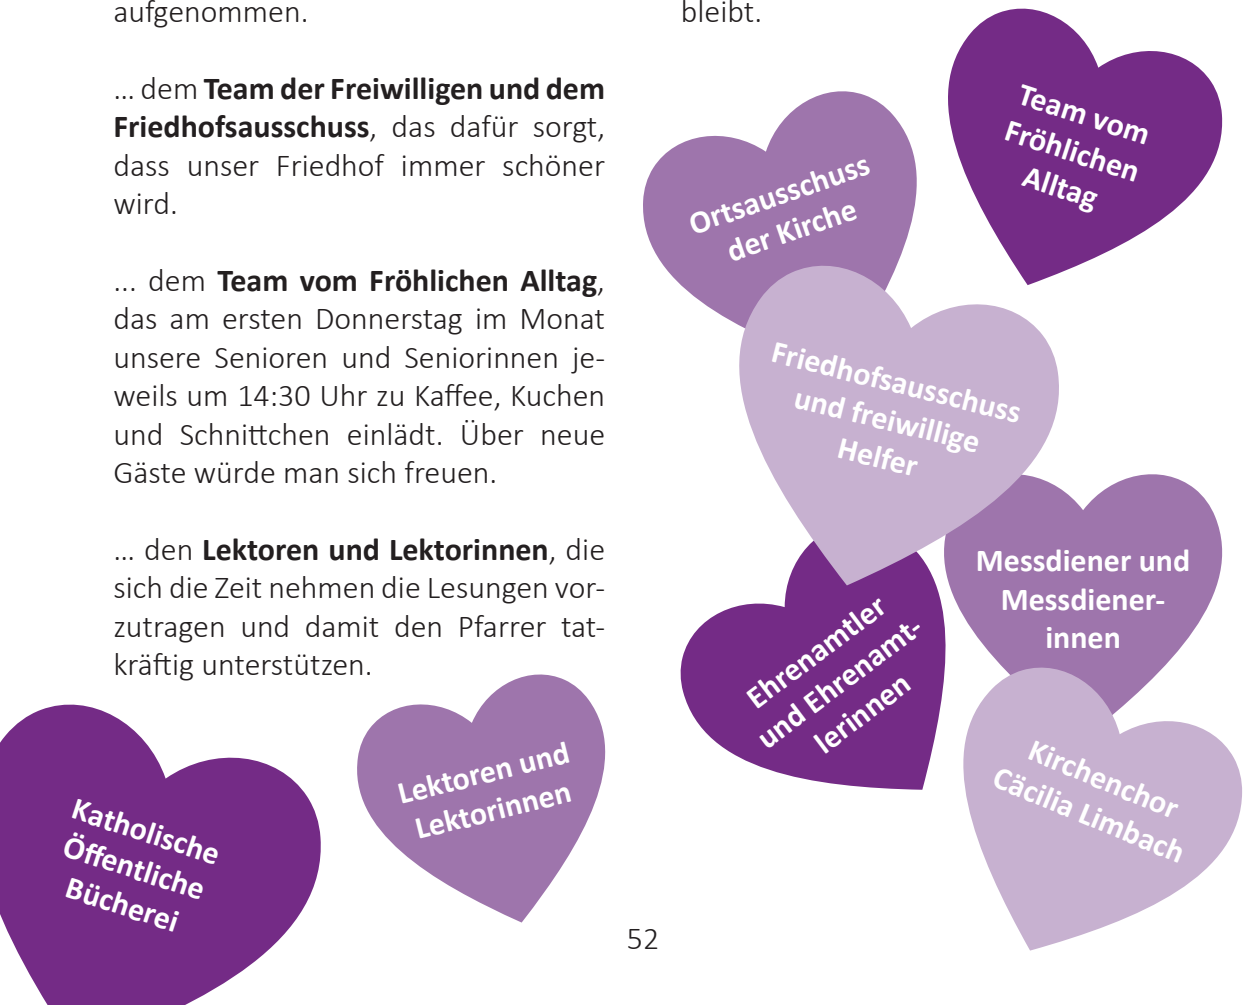 aufgenommen.
... dem Team der Freiwilligen und dem
Friedhofsausschuss, das dafür sorgt,
dass unser Friedhof immer schöner
wird.
... dem Team vom Fröhlichen Alltag,
das am ersten Donnerstag im Monat
unsere Senioren und Seniorinnen je-
weils um 14:30 Uhr zu Kaffee, Kuchen
und Schnittchen einlädt. Über neue
Gäste würde man sich freuen.
... den Lektoren und Lektorinnen, die
sich die Zeit nehmen die Lesungen vor-
zutragen und damit den Pfarrer tat-
kräftig unterstützen.
Katholische
Öffentliche
Bücherei
Lektoren und
Lektorinnen
bleibt.
Team vom
Fröhlichen
Alltag
Ortsausschuss
der Kirche
Friedhofsausschuss
und freiwillige
Helfer
Messdiener und
Messdiener-
innen
Ehrenamtler
und Ehrenamt-
lerinnen
Kirchenchor
Cäcilia Limbach
52